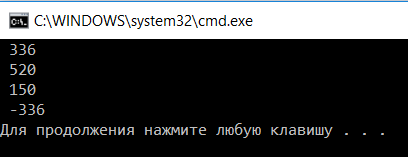 C:\WINDOWS\system32\cmd.exe
336
520
150
-336
Для продолжения нажмите любую клавишу . . .